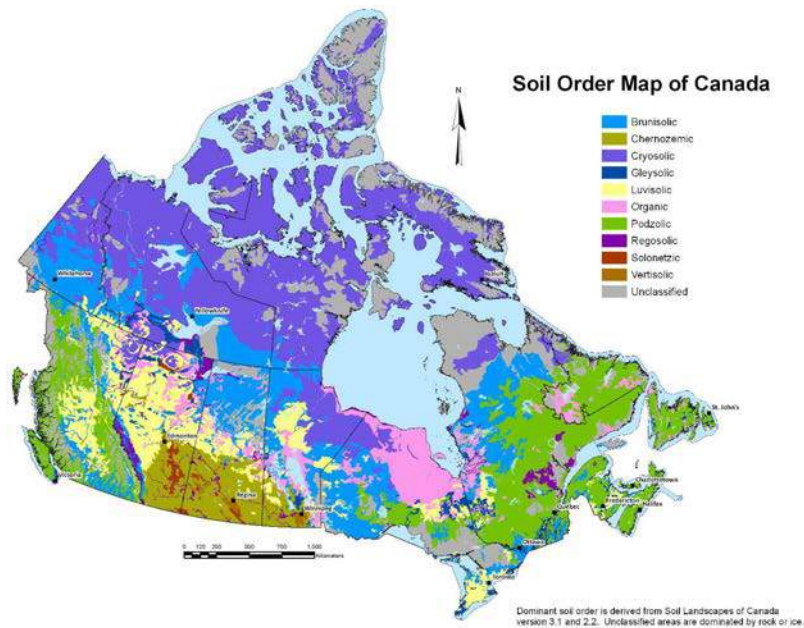 Soil Order Map of Canada
N
Brunisolic
Chernozemic
Cryosolic
Gleysolic
Luvisolic
Organic
Podzolic
Regosolic
Solonetzic
Vertisolic
Unclassified
Whitehorse
Yellowknife
Edmonton
Victoria
Regina
Winnipeg
St. John's
Charlottetown
Fredericton
Halifax
Québec
Ottawa
Toronto
Kilometers
Dominant soil order is derived from Soil Landscapes of Canada
version 3.1 and 2.2. Unclassified areas are dominated by rock or ice.